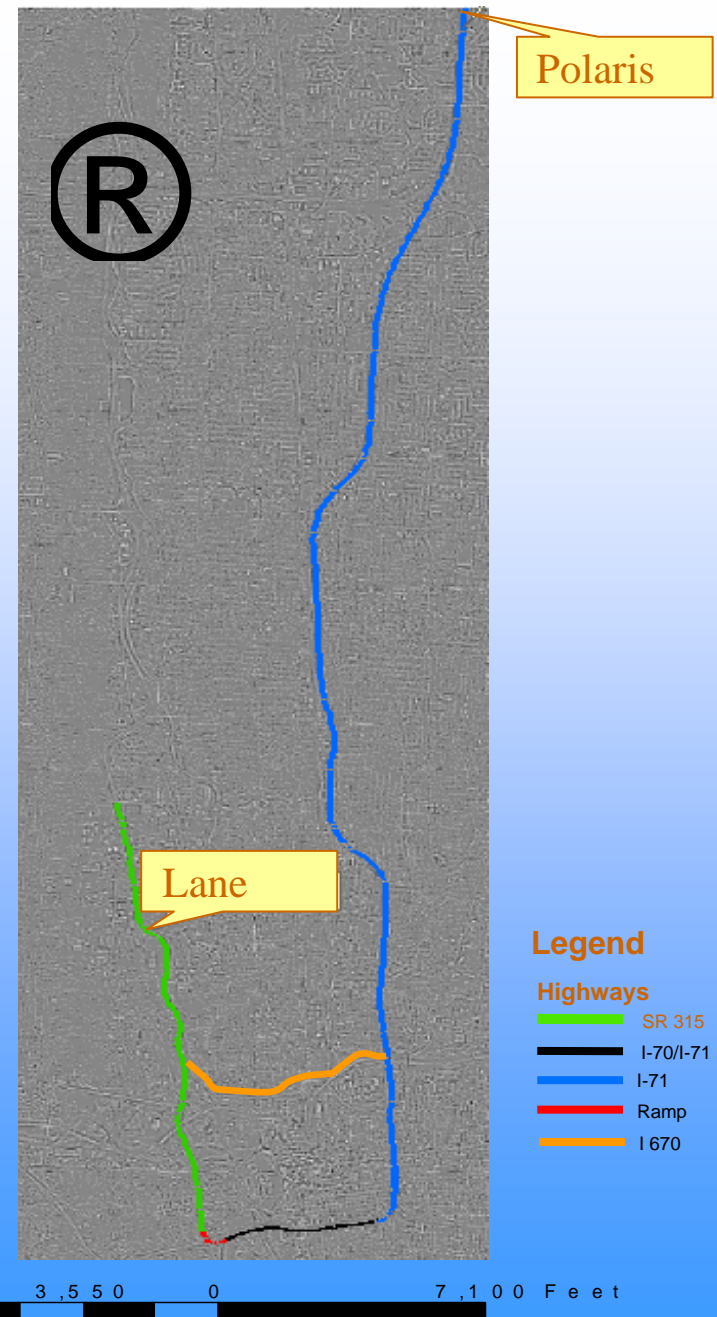 Polaris
®
Lane
Legend
Highways
SR 315
I-70/I-71
I-71
Ramp
I 670
3,550 0 7,100 Feet